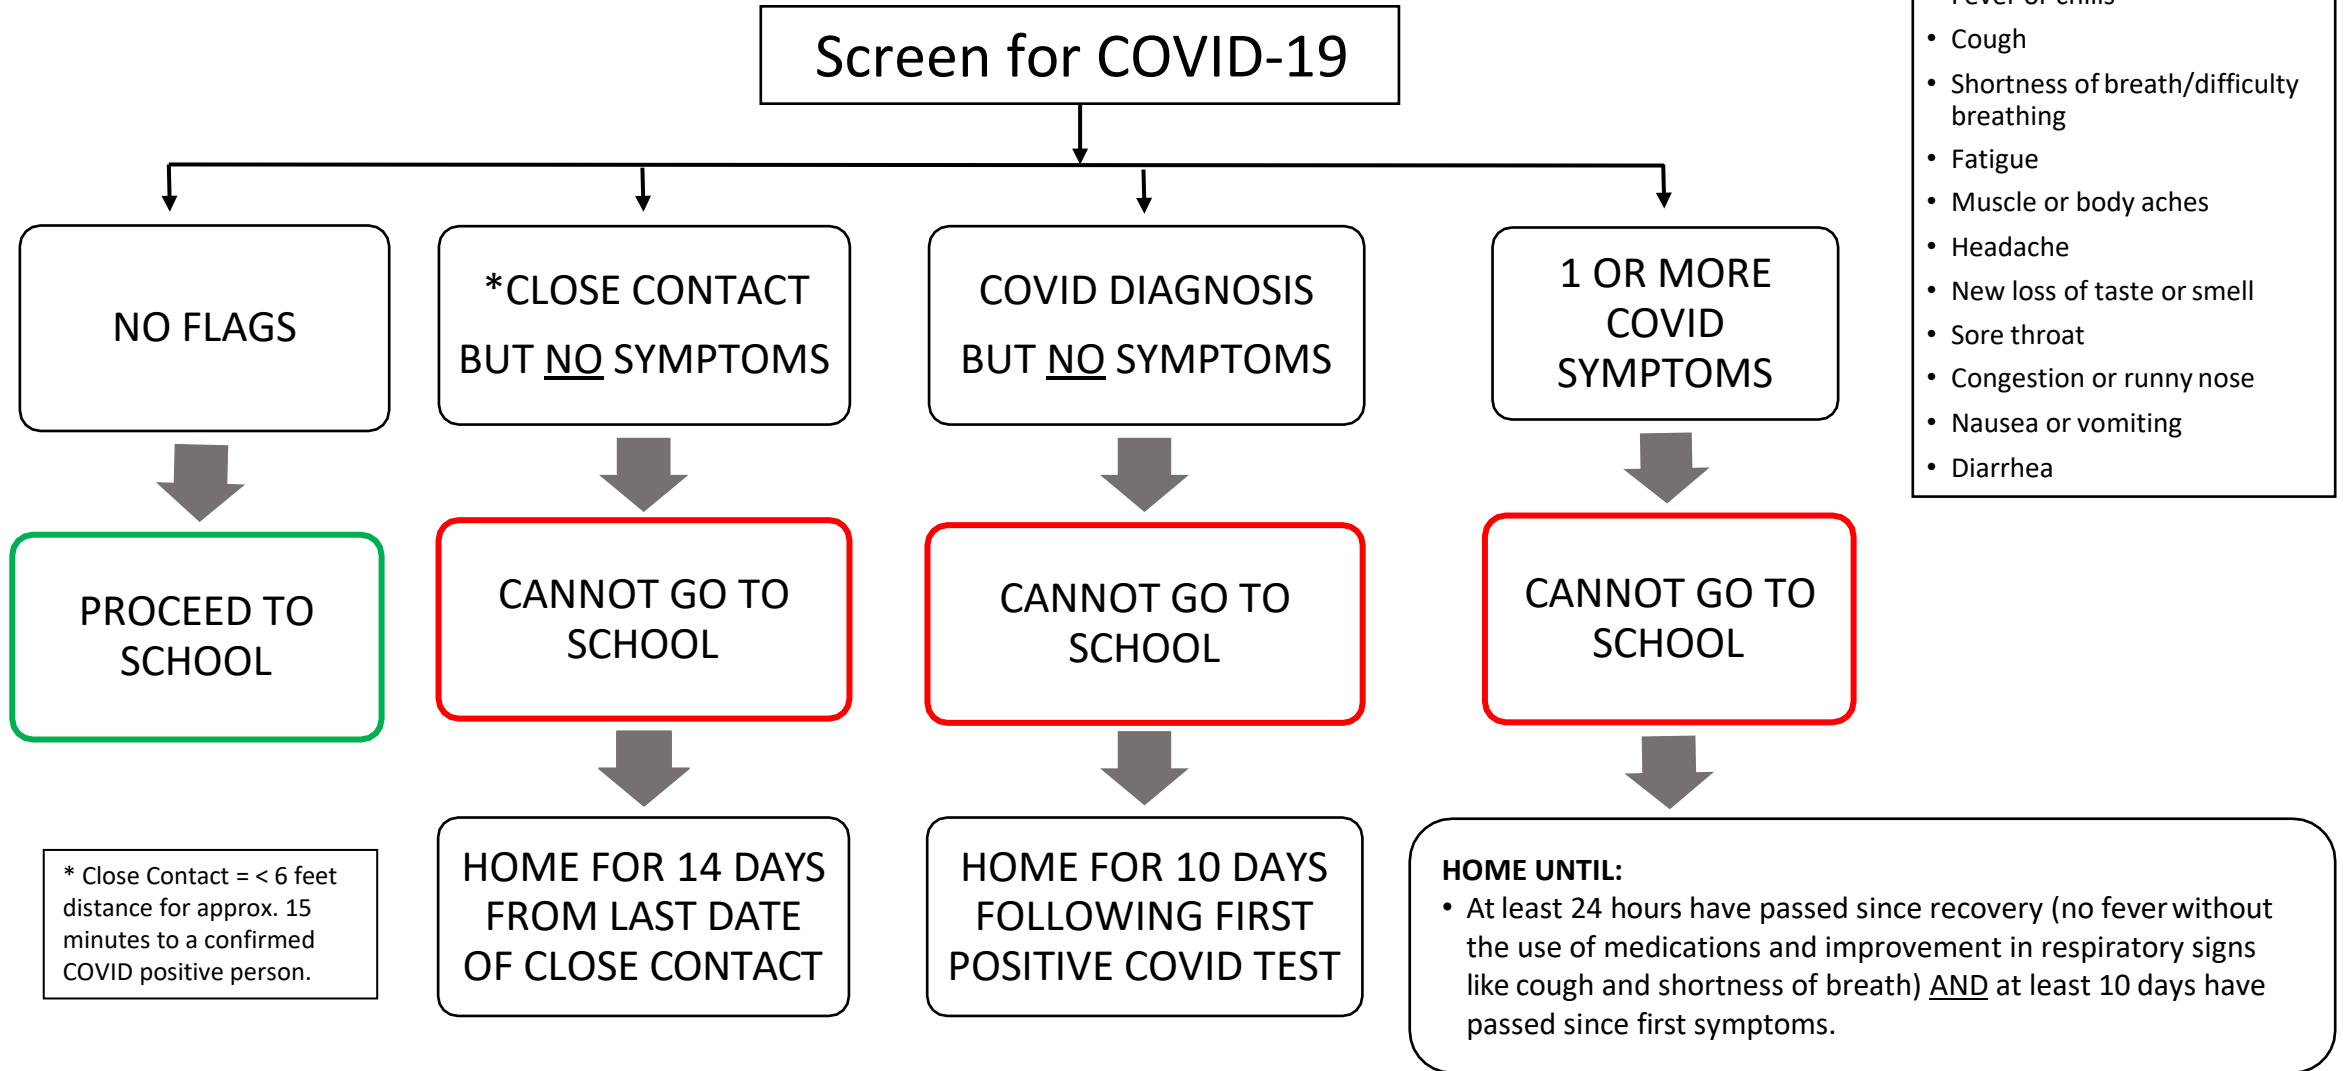 Screen for COVID-19
Fever or chills
• Cough
• Shortness of breath/difficulty
breathing
• Fatigue
• Muscle or body aches
• Headache
• New loss of taste or smell
• Sore throat
• Congestion or runny nose
• Nausea or vomiting
• Diarrhea
NO FLAGS
*CLOSE CONTACT
BUT NO SYMPTOMS
COVID DIAGNOSIS
BUT NO SYMPTOMS
1 OR MORE
COVID
SYMPTOMS
PROCEED TO
SCHOOL
CANNOT GO TO
SCHOOL
CANNOT GO TO
SCHOOL
CANNOT GO TO
SCHOOL
* Close Contact = < 6 feet
distance for approx. 15
minutes to a confirmed
COVID positive person.
HOME FOR 14 DAYS
FROM LAST DATE
OF CLOSE CONTACT
HOME FOR 10 DAYS
FOLLOWING FIRST
POSITIVE COVID TEST
HOME UNTIL:
• At least 24 hours have passed since recovery (no fever without
the use of medications and improvement in respiratory signs
like cough and shortness of breath) AND at least 10 days have
passed since first symptoms.